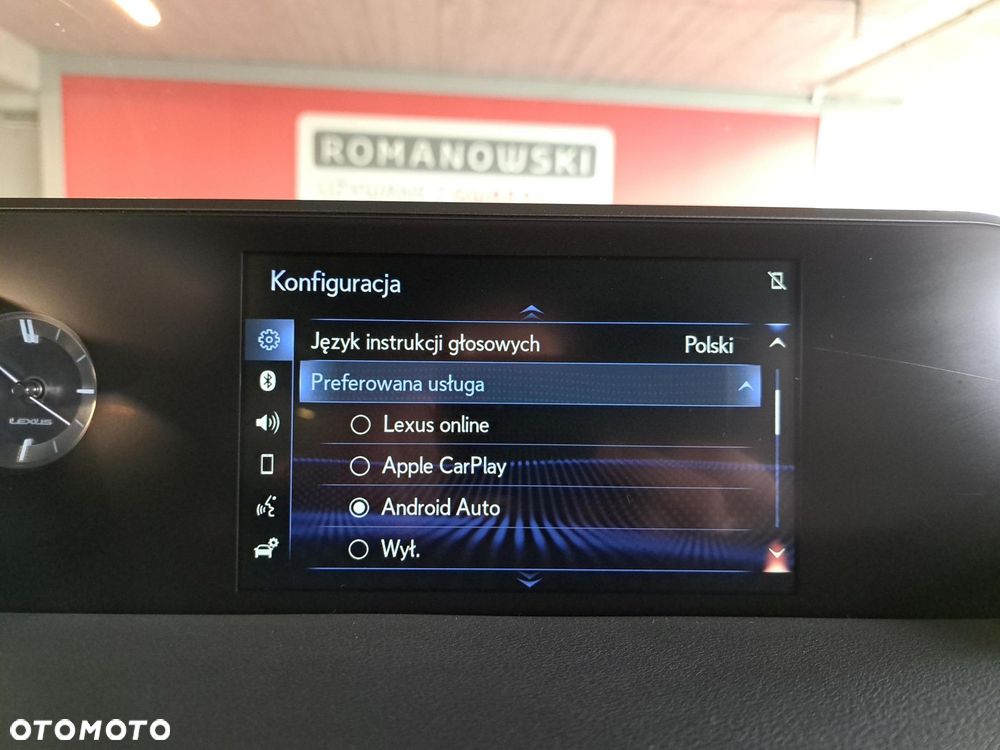 ROMANOWSKI
Konfiguracja
Język instrukcji głosowych Polski
Preferowana usługa
Lexus online
Apple CarPlay
Android Auto
Wył.
LEXUS
OTOMOTO